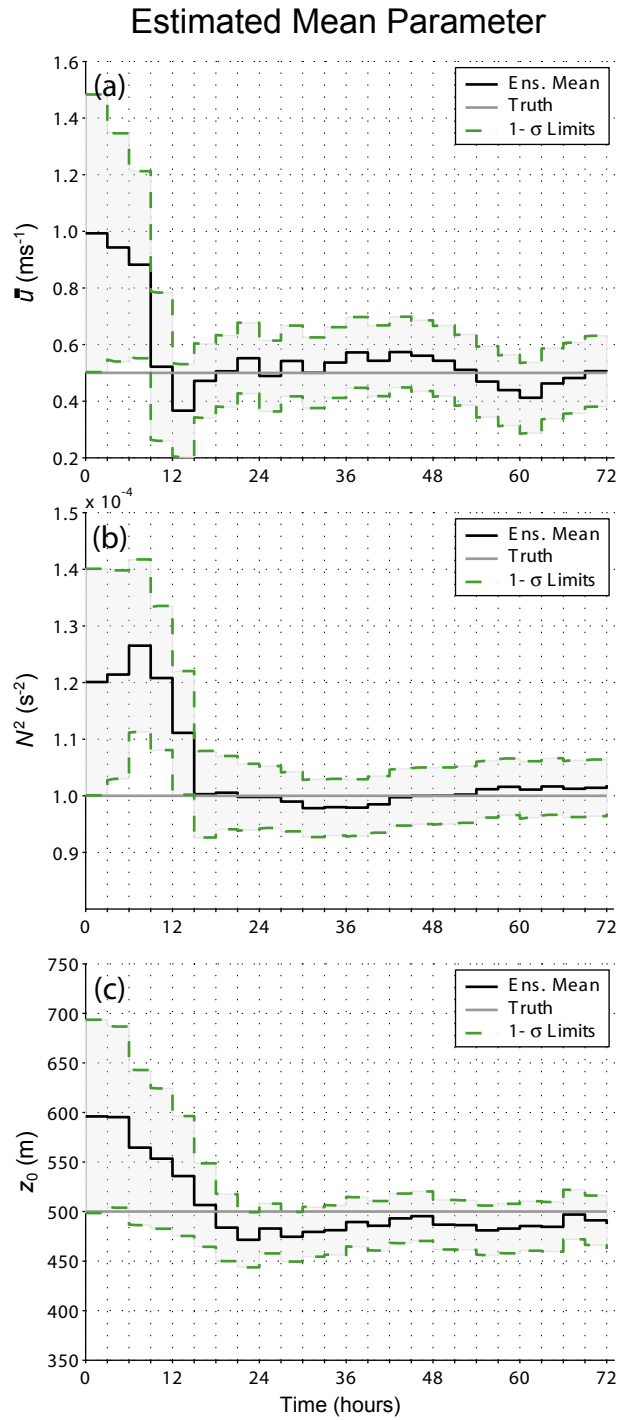 Estimated Mean Parameter
(a)
Ens. Mean
Truth
1- σ Limits
1.6
1.4
1.2
1.0
0.8
0.6
0.4
0.2
ū (ms⁻¹)
0 12 24 36 48 60 72
x 10⁻⁴
(b)
Ens. Mean
Truth
1- σ Limits
1.5
1.4
1.3
1.2
1.1
1.0
0.9
N² (s⁻²)
0 12 24 36 48 60 72
(c)
Ens. Mean
Truth
1- σ Limits
750
700
650
600
550
500
450
400
350
z₀ (m)
0 12 24 36 48 60 72
Time (hours)